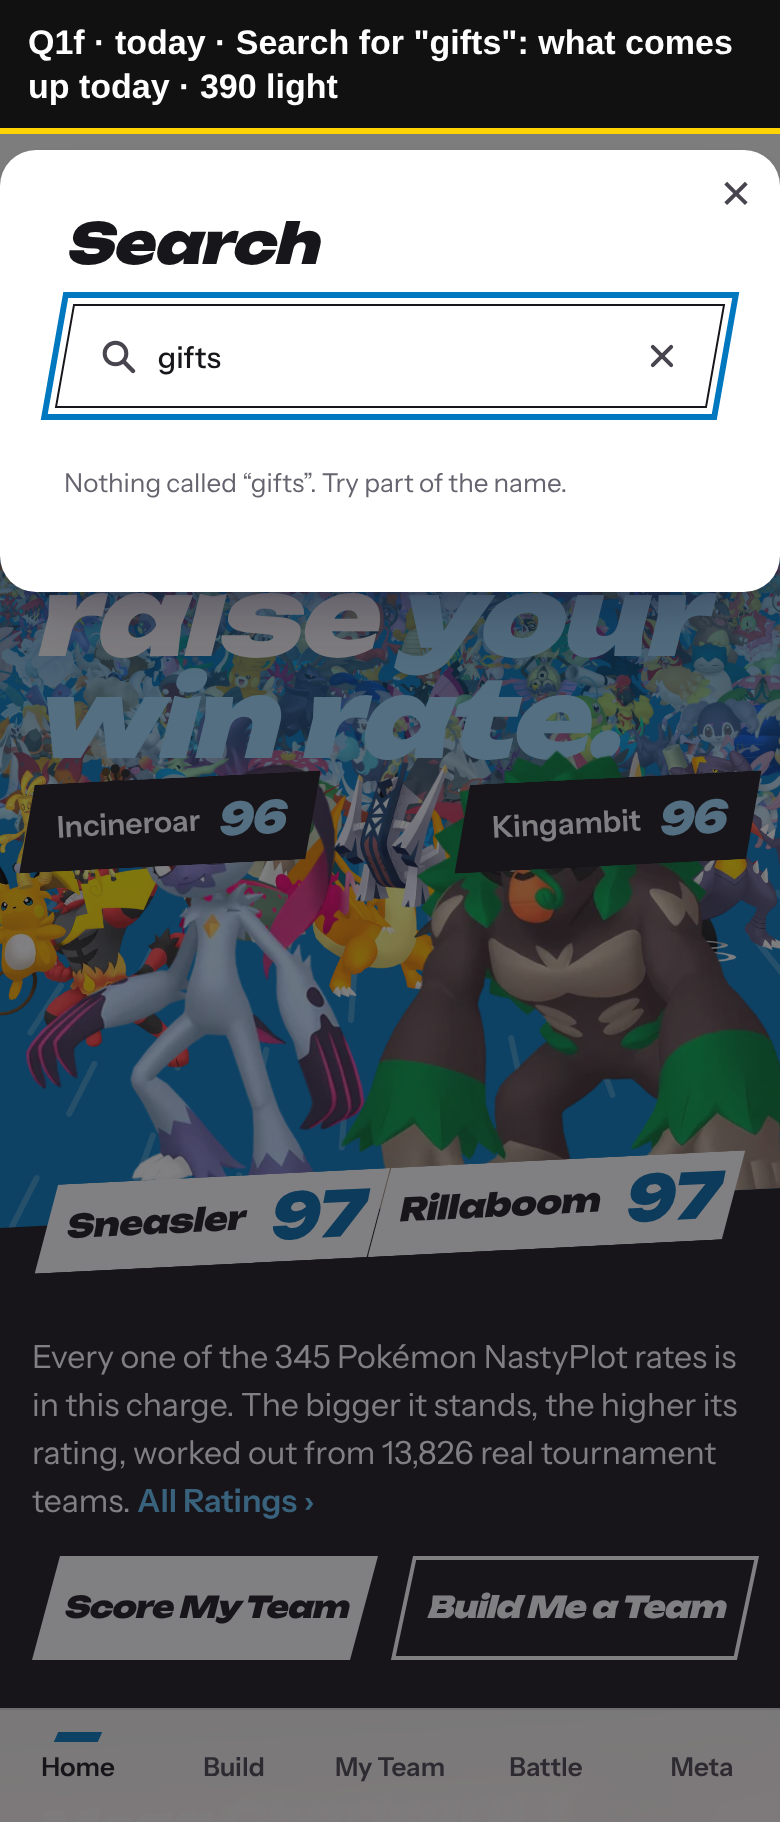 Q1f · today · Search for "gifts": what comes
up today · 390 light
Search
gifts
Nothing called “gifts”. Try part of the name.
raise your
win rate.
Incineroar 96
Kingambit 96
Sneasler 97
Rillaboom 97
Every one of the 345 Pokémon NastyPlot rates is
in this charge. The bigger it stands, the higher its
rating, worked out from 13,826 real tournament
teams. All Ratings ›
Score My Team
Build Me a Team
Home
Build
My Team
Battle
Meta